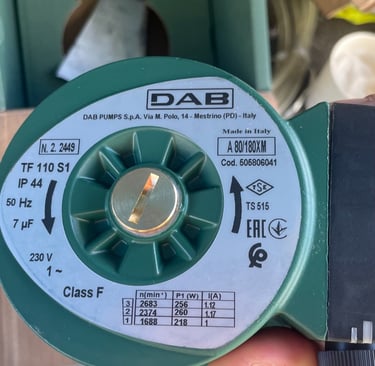 DAB
DAB PUMPS S.p.A. Via M. Polo, 14 - Mestrino (PD) - Italy
Made in Italy
N. 2. 2449
A 80/180XM
Cod. 505806041
TF 110 S1
IP 44
50 Hz
7 µF
TS 515
EAC
230 V
1 ~
Class F
n(min⁻¹) P1 (W) I(A)
3 2683 256 1.12
2 2374 260 1.17
1 1688 218 1